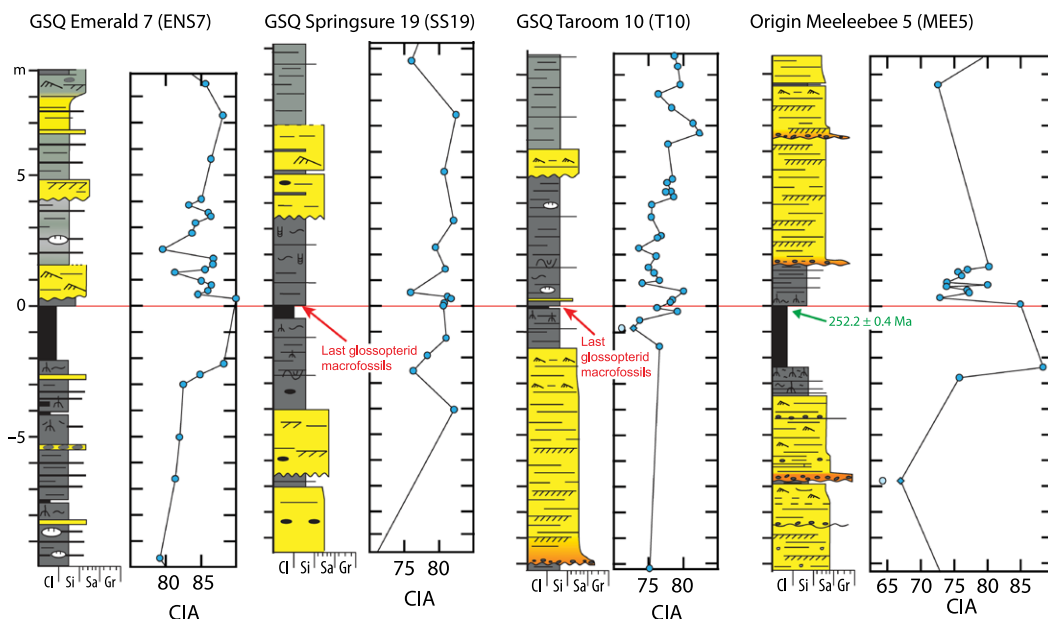 GSQ Emerald 7 (ENS7)
GSQ Springsure 19 (SS19)
GSQ Taroom 10 (T10)
Origin Meeleebee 5 (MEE5)
m
5
0
–5
Last glossopterid
macrofossils
Last glossopterid
macrofossils
252.2 ± 0.4 Ma
Cl Si Sa Gr
80 85
CIA
Cl Si Sa Gr
75 80
CIA
Cl Si Sa Gr
75 80
CIA
Cl Si Sa Gr
65 70 75 80 85
CIA